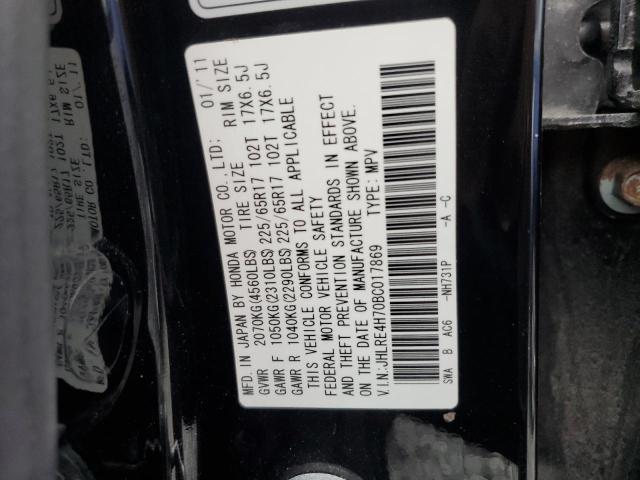 MFD. IN JAPAN BY HONDA MOTOR CO., LTD: 01/'11
GVWR 2070KG(4560LBS) TIRE SIZE RIM SIZE
GAWR F 1050KG(2310LBS) 225/65R17 102T 17X6.5J
GAWR R 1040KG(2290LBS) 225/65R17 102T 17X6.5J
THIS VEHICLE CONFORMS TO ALL APPLICABLE
FEDERAL MOTOR VEHICLE SAFETY
AND THEFT PREVENTION STANDARDS IN EFFECT
ON THE DATE OF MANUFACTURE SHOWN ABOVE.
V.I.N:JHLRE4H70BC017869 TYPE: MPV
SWA B AC6 -NH731P -A -C